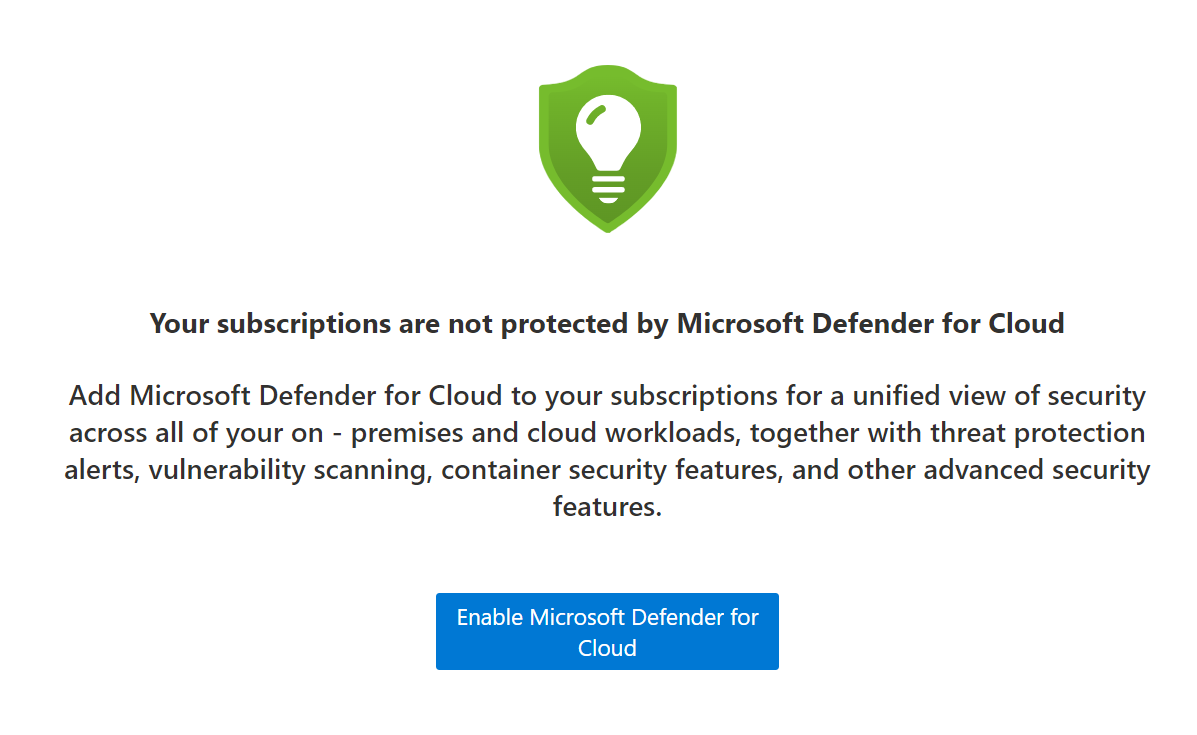 Your subscriptions are not protected by Microsoft Defender for Cloud
Add Microsoft Defender for Cloud to your subscriptions for a unified view of security
across all of your on - premises and cloud workloads, together with threat protection
alerts, vulnerability scanning, container security features, and other advanced security
features.
Enable Microsoft Defender for
Cloud